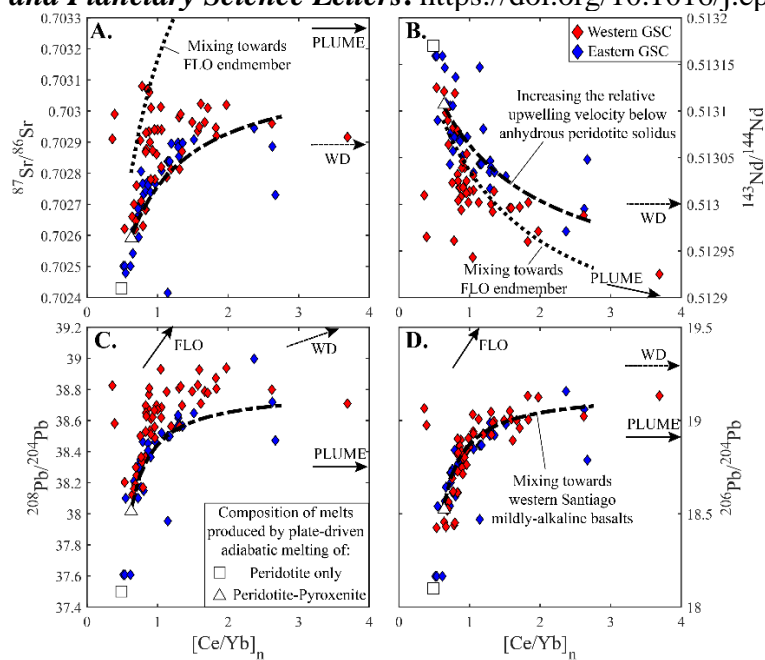 and Planetary Science Letters. https://doi.org/10.1016/j.ep
A.
0.7033
0.7032
0.7031
0.703
0.7029
0.7028
0.7027
0.7026
0.7025
0.7024
87Sr/86Sr
Mixing towards
FLO endmember
PLUME
WD
B.
Western GSC
Eastern GSC
Increasing the relative
upwelling velocity below
anhydrous peridotite solidus
WD
Mixing towards
FLO endmember
PLUME
0.5132
0.51315
0.5131
0.51305
0.513
0.51295
0.5129
143Nd/144Nd
0 1 2 3 4
C.
39.2
39
38.8
38.6
38.4
38.2
38
37.8
37.6
37.4
208Pb/204Pb
FLO
WD
PLUME
Composition of melts
produced by plate-driven
adiabatic melting of:
Peridotite only
Peridotite-Pyroxenite
0 1 2 3 4
[Ce/Yb]n
D.
FLO
WD
PLUME
Mixing towards
western Santiago
mildly-alkaline basalts
19.5
19
18.5
18
206Pb/204Pb
0 1 2 3 4
[Ce/Yb]n